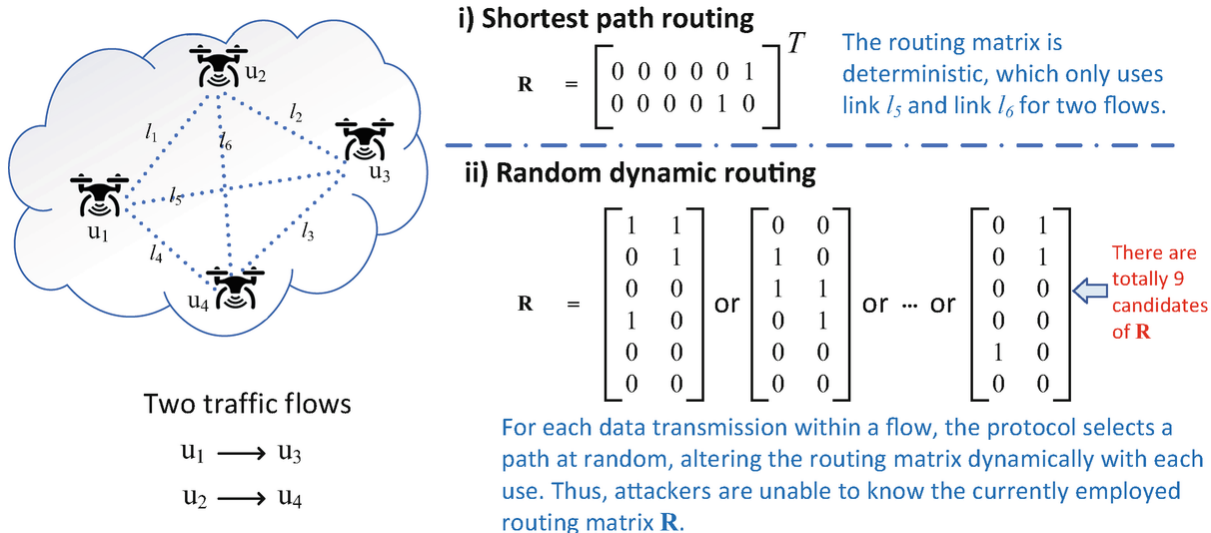 i) Shortest path routing
R = [ 0 0 0 0 0 1 ] T
0 0 0 0 1 0
The routing matrix is
deterministic, which only uses
link l5 and link l6 for two flows.
u2
l2
l1
l6
u3
l5
u1
l3
l4
u4
ii) Random dynamic routing
R =
1 1
0 1
0 0
1 0
0 0
0 0
or
0 0
1 0
1 1
0 1
0 0
0 0
or ... or
0 1
0 1
0 0
0 0
1 0
0 0
There are
totally 9
candidates
of R
Two traffic flows
u1 → u3
u2 → u4
For each data transmission within a flow, the protocol selects a
path at random, altering the routing matrix dynamically with each
use. Thus, attackers are unable to know the currently employed
routing matrix R.